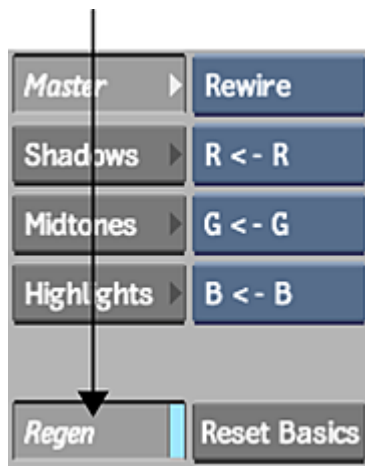 Master Rewire
Shadows R < - R
Midtones G < - G
Highlights B < - B
Regen Reset Basics